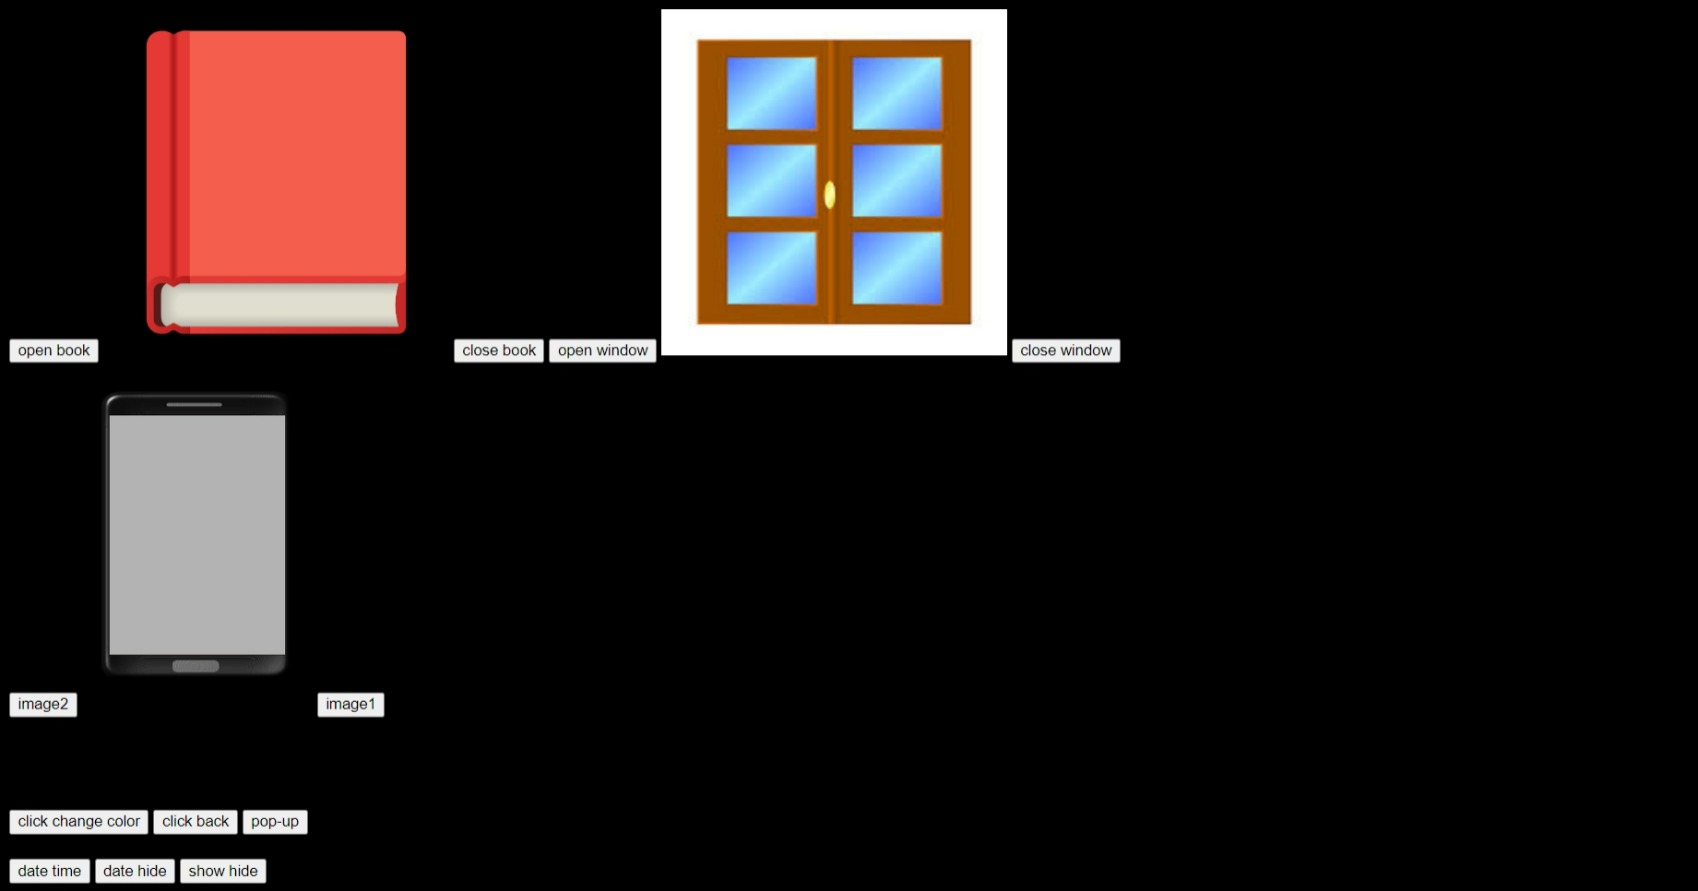 open book close book open window close window
image2 image1
click change color click back pop-up
date time date hide show hide